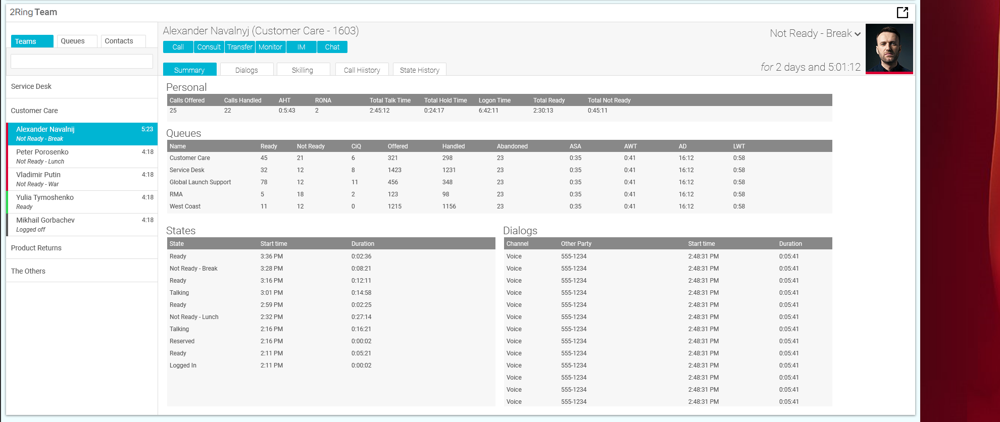 2Ring Team
Teams Queues Contacts
Service Desk
Customer Care
Alexander Navalnij 5:23
Not Ready - Break
Peter Porosenko 4:18
Not Ready - Lunch
Vladimir Putin 4:18
Not Ready - War
Yulia Tymoshenko 4:18
Ready
Mikhail Gorbachev 4:18
Logged off
Product Returns
The Others
Alexander Navalnyj (Customer Care - 1603)
Not Ready - Break
Call Consult Transfer Monitor IM Chat
for 2 days and 5:01:12
Summary Dialogs Skilling Call Hiistory State History
Personal
Calls Offered Calls Handled AHT RONA Total Talk Time Total Hold Time Logon Time Total Ready Total Not Ready
25 22 0:5:43 2 2:45:12 0:24:17 6:42:11 2:30:13 0:45:11
Queues
Name Ready Not Ready CiQ Offered Handled Abandoned ASA AWT AD LWT
Customer Care 45 21 6 321 298 23 0:35 0:41 16:12 0:58
Service Desk 32 12 8 1423 1231 23 0:35 0:41 16:12 0:58
Global Launch Support 78 12 11 456 348 23 0:35 0:41 16:12 0:58
RMA 5 18 2 123 98 23 0:35 0:41 16:12 0:58
West Coast 11 12 0 1215 1156 23 0:35 0:41 16:12 0:58
States
State Start time Duration
Ready 3:36 PM 0:02:36
Not Ready - Break 3:28 PM 0:08:21
Ready 3:16 PM 0:12:11
Talking 3:01 PM 0:14:58
Ready 2:59 PM 0:02:25
Not Ready - Lunch 2:32 PM 0:27:14
Talking 2:16 PM 0:16:21
Reserved 2:16 PM 0:00:02
Ready 2:11 PM 0:05:21
Logged In 2:11 PM 0:00:02
Dialogs
Channel Other Party Start time Duration
Voice 555-1234 2:48:31 PM 0:05:41
Voice 555-1234 2:48:31 PM 0:05:41
Voice 555-1234 2:48:31 PM 0:05:41
Voice 555-1234 2:48:31 PM 0:05:41
Voice 555-1234 2:48:31 PM 0:05:41
Voice 555-1234 2:48:31 PM 0:05:41
Voice 555-1234 2:48:31 PM 0:05:41
Voice 555-1234 2:48:31 PM 0:05:41
Voice 555-1234 2:48:31 PM 0:05:41
Voice 555-1234 2:48:31 PM 0:05:41
Voice 555-1234 2:48:31 PM 0:05:41
Voice 555-1234 2:48:31 PM 0:05:41
Voice 555-1234 2:48:31 PM 0:05:41